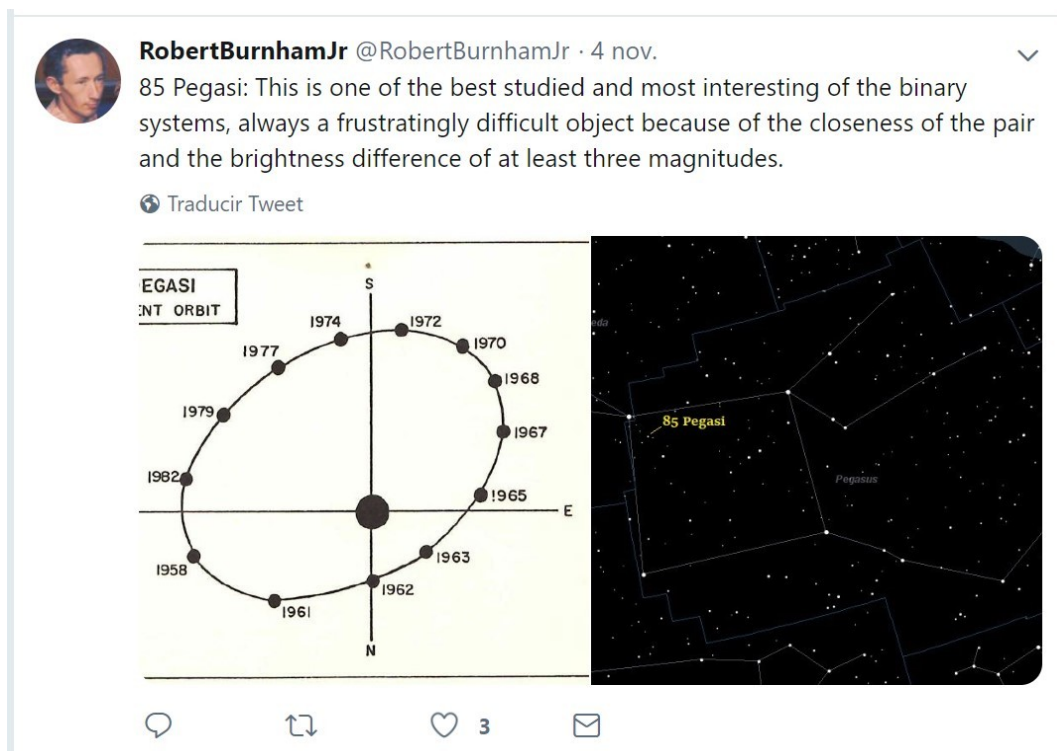 RobertBurnhamJr @RobertBurnhamJr · 4 nov.
85 Pegasi: This is one of the best studied and most interesting of the binary
systems, always a frustratingly difficult object because of the closeness of the pair
and the brightness difference of at least three magnitudes.
Traducir Tweet
EGASI
ENT ORBIT
S
1974
1972
1970
1977
1968
1979
1967
1982
1965
E
1963
1958
1962
1961
N
eda
85 Pegasi
Pegasus
3